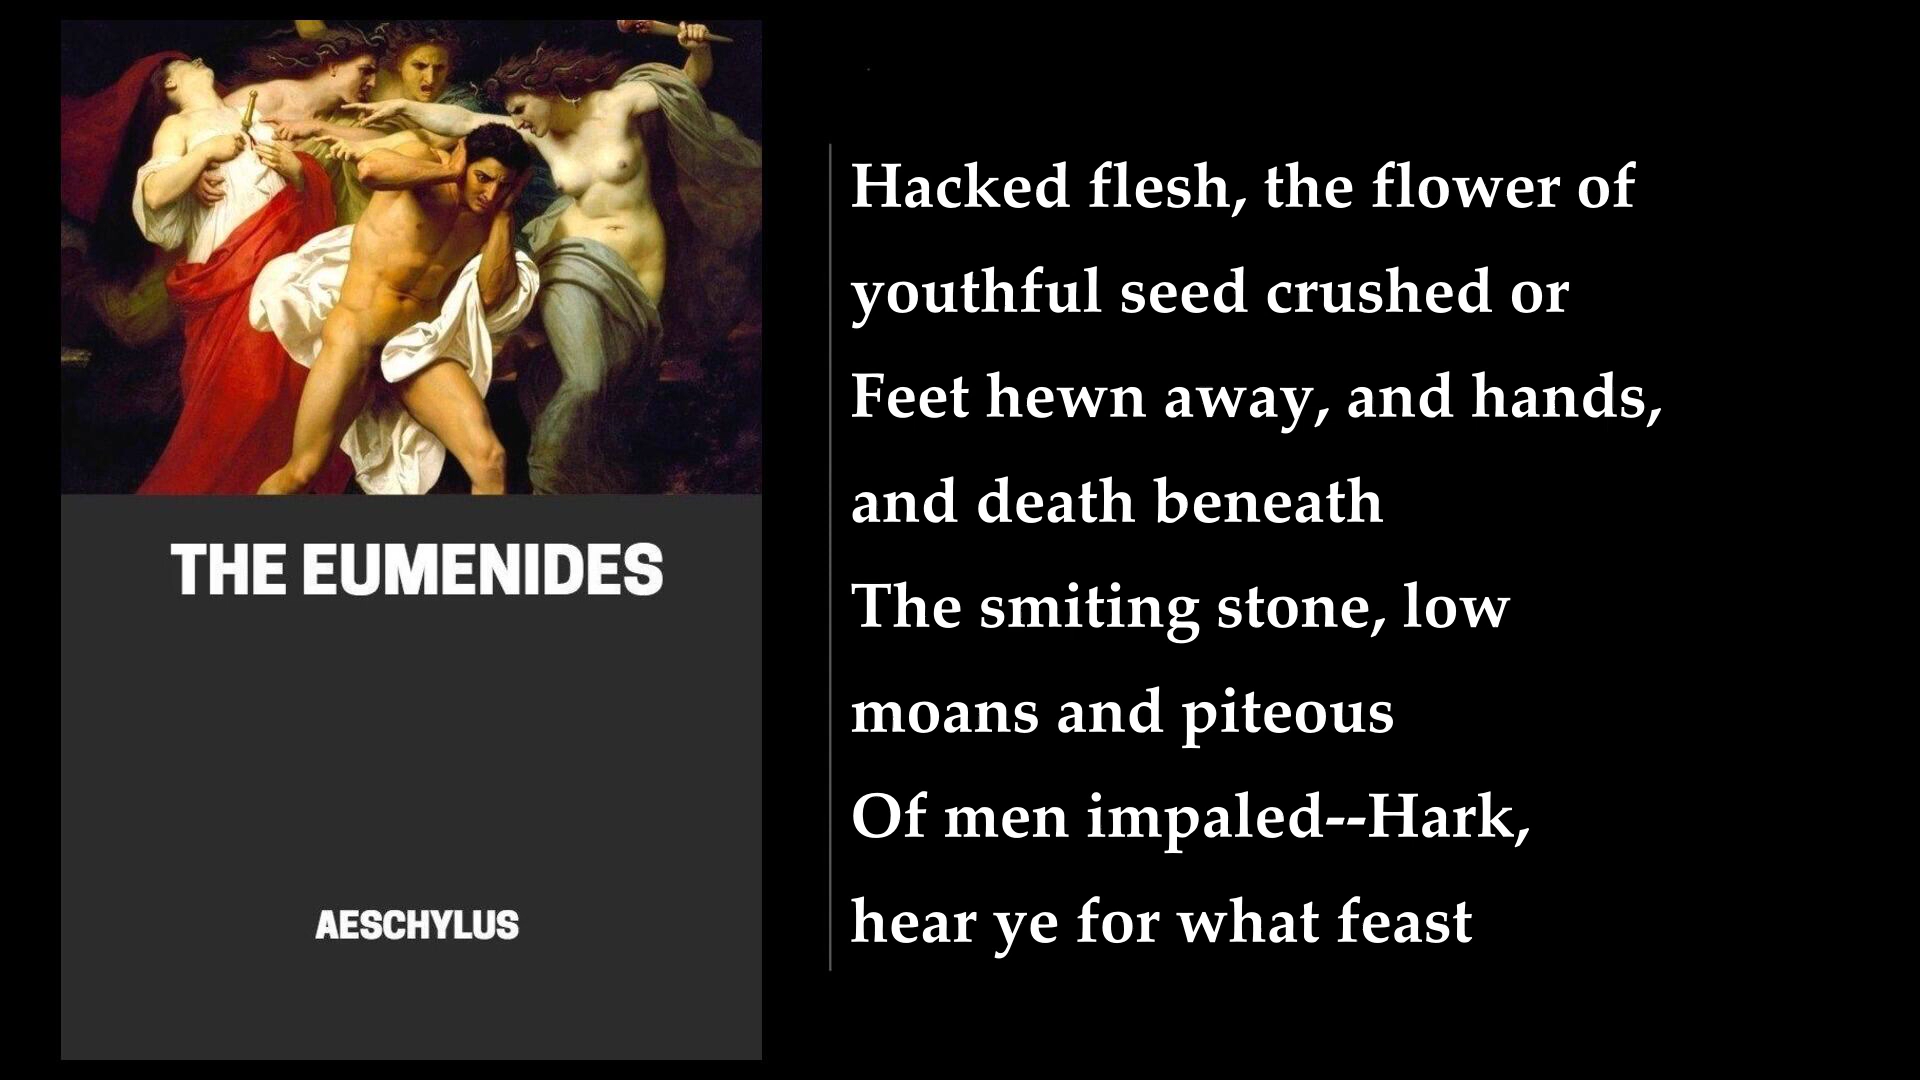 THE EUMENIDES
AESCHYLUS
Hacked flesh, the flower of
youthful seed crushed or
Feet hewn away, and hands,
and death beneath
The smiting stone, low
moans and piteous
Of men impaled--Hark,
hear ye for what feast